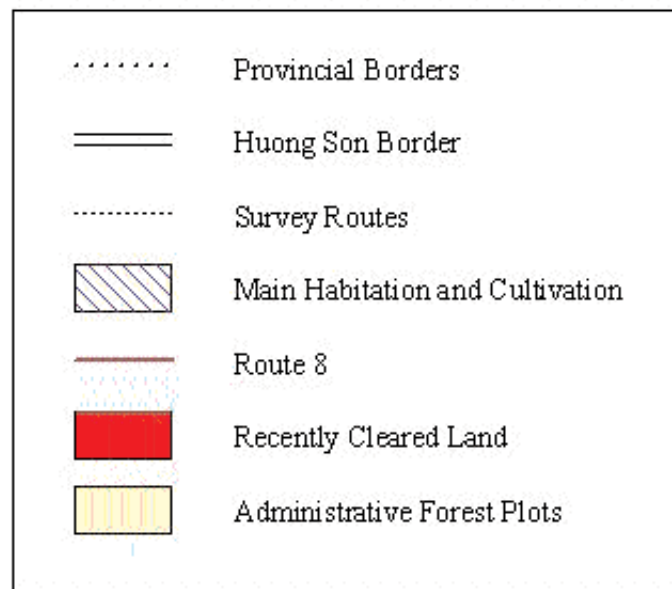 Provincial Borders
Huong Son Border
Survey Routes
Main Habitation and Cultivation
Route 8
Recently Cleared Land
Administrative Forest Plots